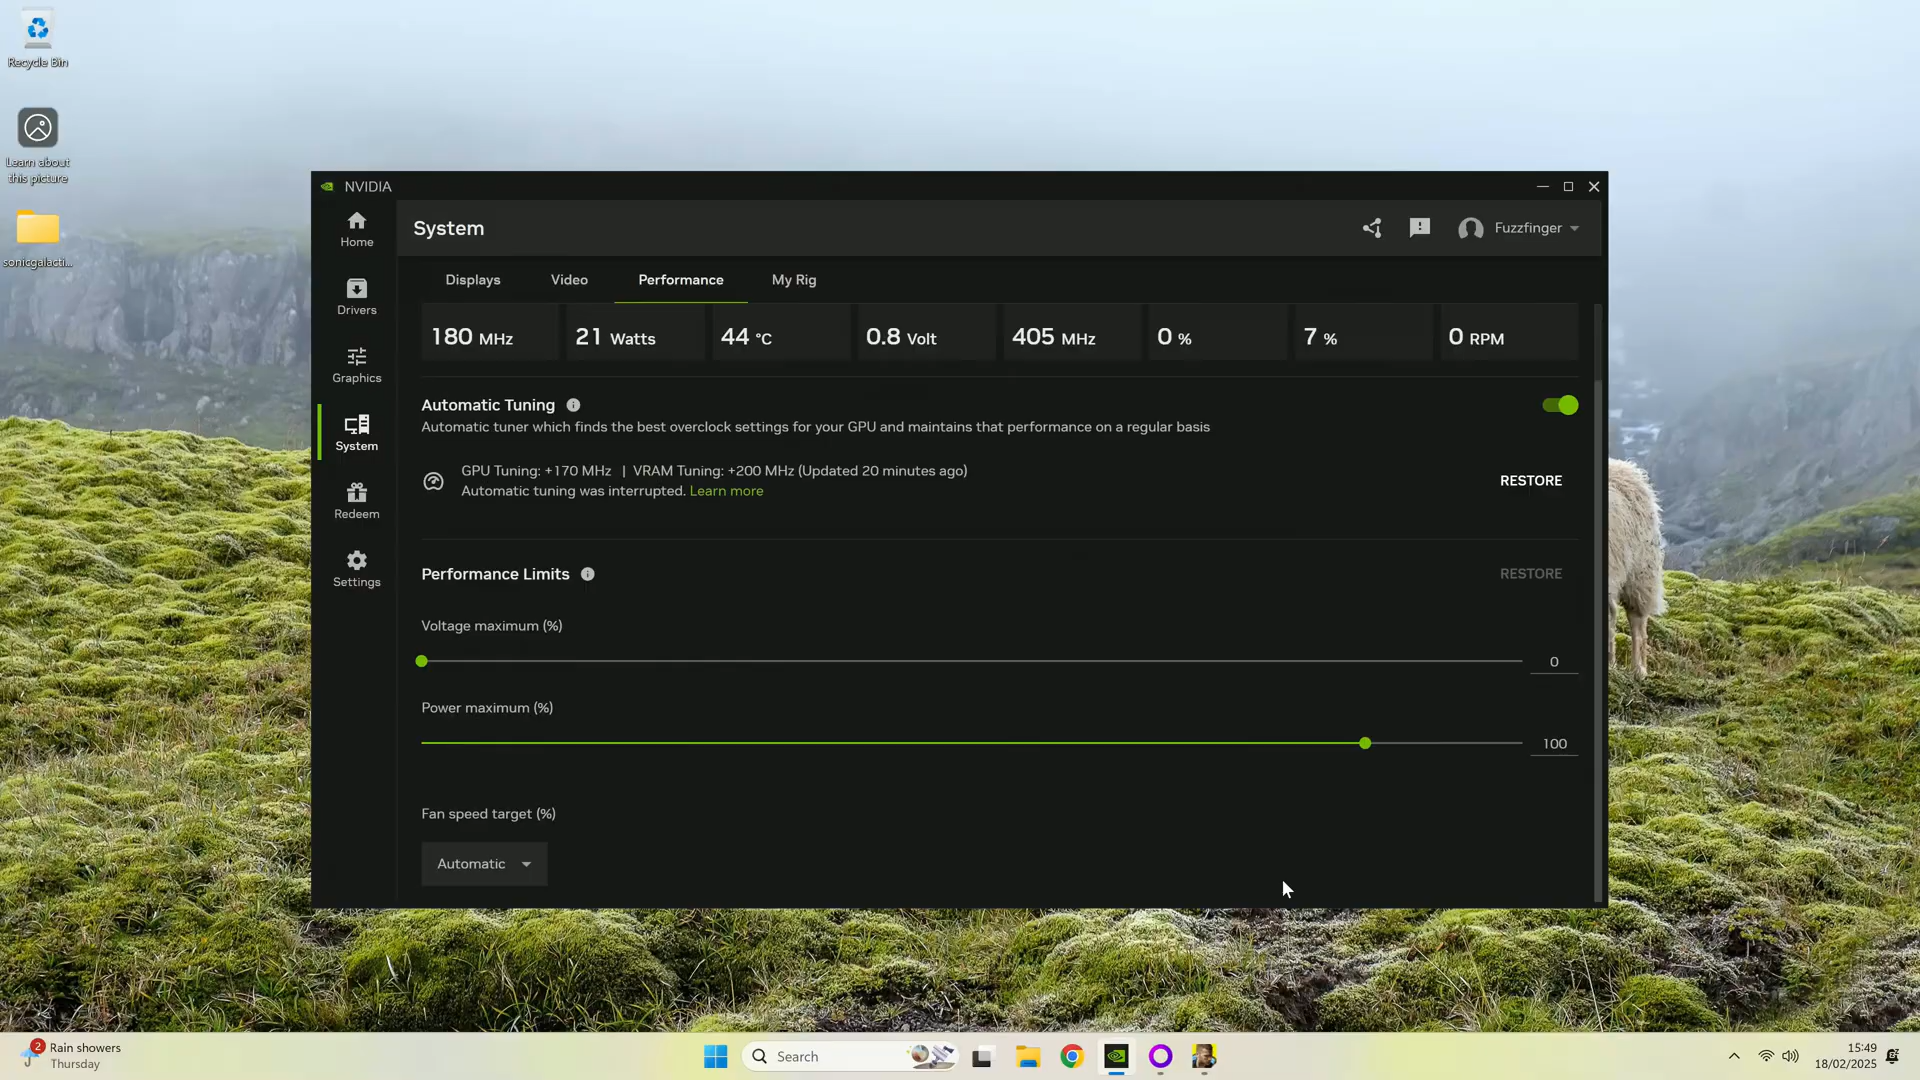 Recycle Bin
Learn about
this picture
sonicgalacti...
NVIDIA
Home
Drivers
Graphics
System
Redeem
Settings
System
Fuzzfinger
Displays
Video
Performance
My Rig
180 MHz
21 Watts
44 °C
0.8 Volt
405 MHz
0 %
7 %
0 RPM
Automatic Tuning
Automatic tuner which finds the best overclock settings for your GPU and maintains that performance on a regular basis
GPU Tuning: +170 MHz | VRAM Tuning: +200 MHz (Updated 20 minutes ago)
Automatic tuning was interrupted. Learn more
RESTORE
Performance Limits
RESTORE
Voltage maximum (%)
0
Power maximum (%)
100
Fan speed target (%)
Automatic
2
Rain showers
Thursday
Search
15:49
18/02/2025